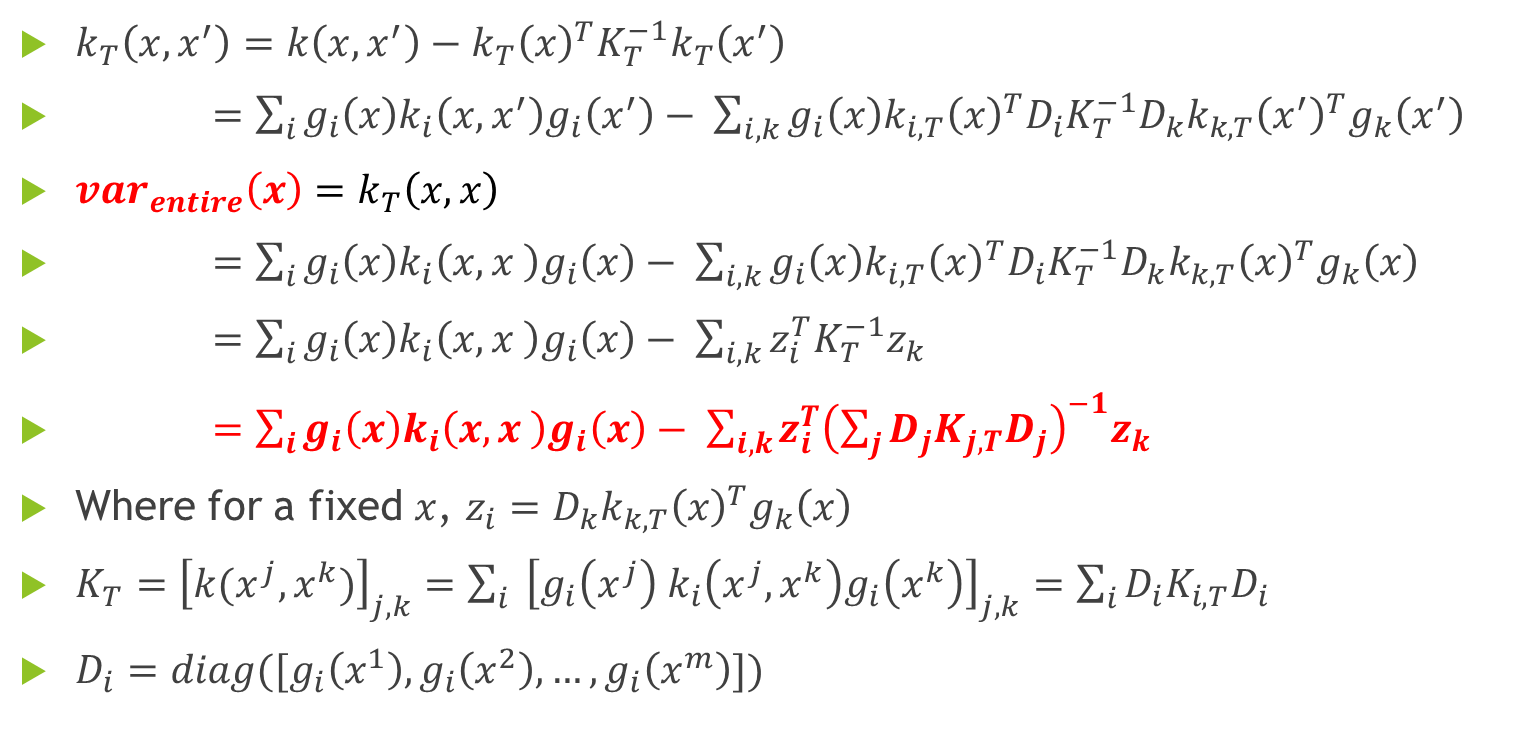 k_T(x, x′) = k(x, x′) − k_T(x)^T K_T^{−1} k_T(x′)
= ∑_i g_i(x)k_i(x, x′)g_i(x′) − ∑_{i,k} g_i(x)k_{i,T}(x)^T D_i K_T^{−1} D_k k_{k,T}(x′)^T g_k(x′)
var_{entire}(x) = k_T(x, x)
= ∑_i g_i(x)k_i(x, x )g_i(x) − ∑_{i,k} g_i(x)k_{i,T}(x)^T D_i K_T^{−1} D_k k_{k,T}(x)^T g_k(x)
= ∑_i g_i(x)k_i(x, x )g_i(x) − ∑_{i,k} z_i^T K_T^{−1} z_k
= ∑_i g_i(x)k_i(x, x )g_i(x) − ∑_{i,k} z_i^T (∑_j D_j K_{j,T} D_j)^{−1} z_k
Where for a fixed x, z_i = D_k k_{k,T}(x)^T g_k(x)
K_T = [k(x^j, x^k)]_{j,k} = ∑_i [g_i(x^j) k_i(x^j, x^k)g_i(x^k)]_{j,k} = ∑_i D_i K_{i,T} D_i
D_i = diag([g_i(x^1), g_i(x^2), … , g_i(x^m)])